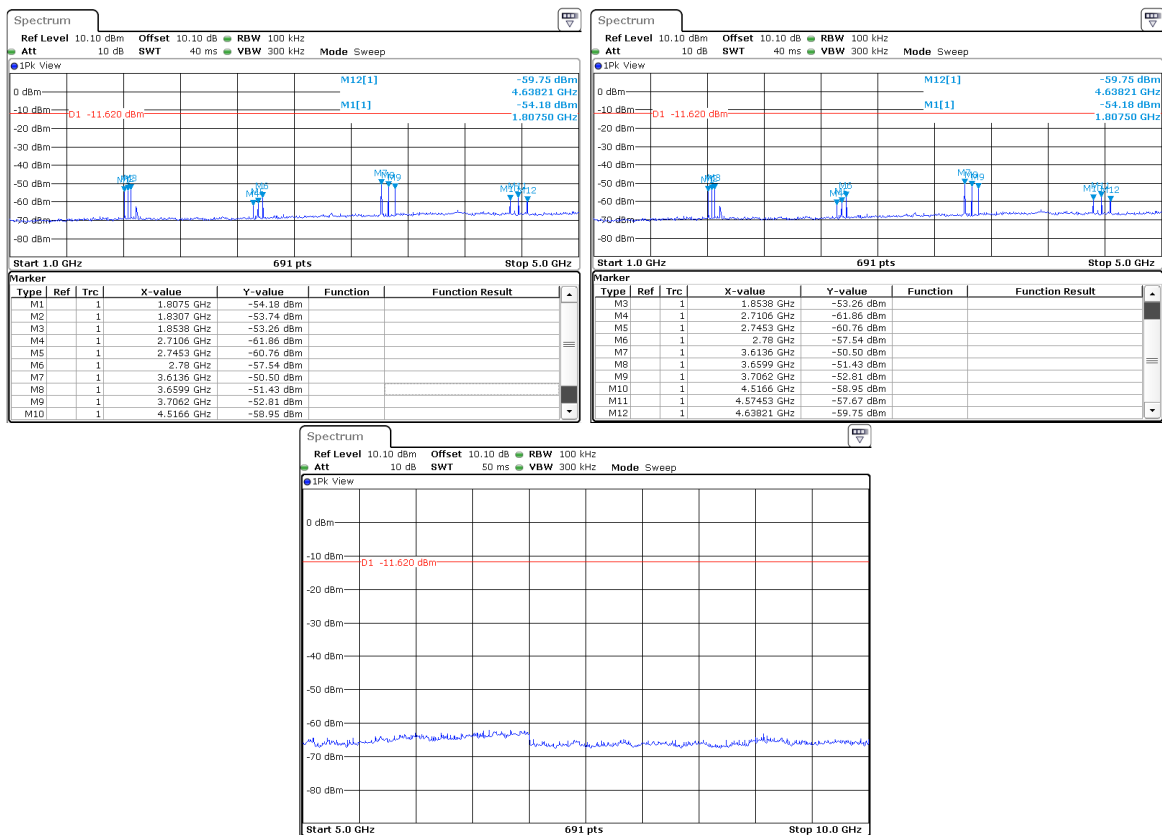 Spectrum
Ref Level 10.10 dBm Offset 10.10 dB RBW 100 kHz
Att 10 dB SWT 40 ms VBW 300 kHz Mode Sweep
1Pk View
M12[1] -59.75 dBm
4.63821 GHz
0 dBm
M1[1] -54.18 dBm
1.80750 GHz
-10 dBm
D1 -11.620 dBm
-20 dBm
-30 dBm
-40 dBm
-50 dBm
-60 dBm
-70 dBm
-80 dBm
Start 1.0 GHz 691 pts Stop 5.0 GHz
Marker
Type Ref Trc X-value Y-value Function Function Result
M1 1 1.8075 GHz -54.18 dBm
M2 1 1.8307 GHz -53.74 dBm
M3 1 1.8538 GHz -53.26 dBm
M4 1 2.7106 GHz -61.86 dBm
M5 1 2.7453 GHz -60.76 dBm
M6 1 2.78 GHz -57.54 dBm
M7 1 3.6136 GHz -50.50 dBm
M8 1 3.6599 GHz -51.43 dBm
M9 1 3.7062 GHz -52.81 dBm
M10 1 4.5166 GHz -58.95 dBm
Spectrum
Ref Level 10.10 dBm Offset 10.10 dB RBW 100 kHz
Att 10 dB SWT 40 ms VBW 300 kHz Mode Sweep
1Pk View
M12[1] -59.75 dBm
4.63821 GHz
0 dBm
M1[1] -54.18 dBm
1.80750 GHz
-10 dBm
D1 -11.620 dBm
-20 dBm
-30 dBm
-40 dBm
-50 dBm
-60 dBm
-70 dBm
-80 dBm
Start 1.0 GHz 691 pts Stop 5.0 GHz
Marker
Type Ref Trc X-value Y-value Function Function Result
M3 1 1.8538 GHz -53.26 dBm
M4 1 2.7106 GHz -61.86 dBm
M5 1 2.7453 GHz -60.76 dBm
M6 1 2.78 GHz -57.54 dBm
M7 1 3.6136 GHz -50.50 dBm
M8 1 3.6599 GHz -51.43 dBm
M9 1 3.7062 GHz -52.81 dBm
M10 1 4.5166 GHz -58.95 dBm
M11 1 4.57453 GHz -57.67 dBm
M12 1 4.63821 GHz -59.75 dBm
Spectrum
Ref Level 10.10 dBm Offset 10.10 dB RBW 100 kHz
Att 10 dB SWT 50 ms VBW 300 kHz Mode Sweep
1Pk View
0 dBm
-10 dBm
D1 -11.620 dBm
-20 dBm
-30 dBm
-40 dBm
-50 dBm
-60 dBm
-70 dBm
-80 dBm
Start 5.0 GHz 691 pts Stop 10.0 GHz